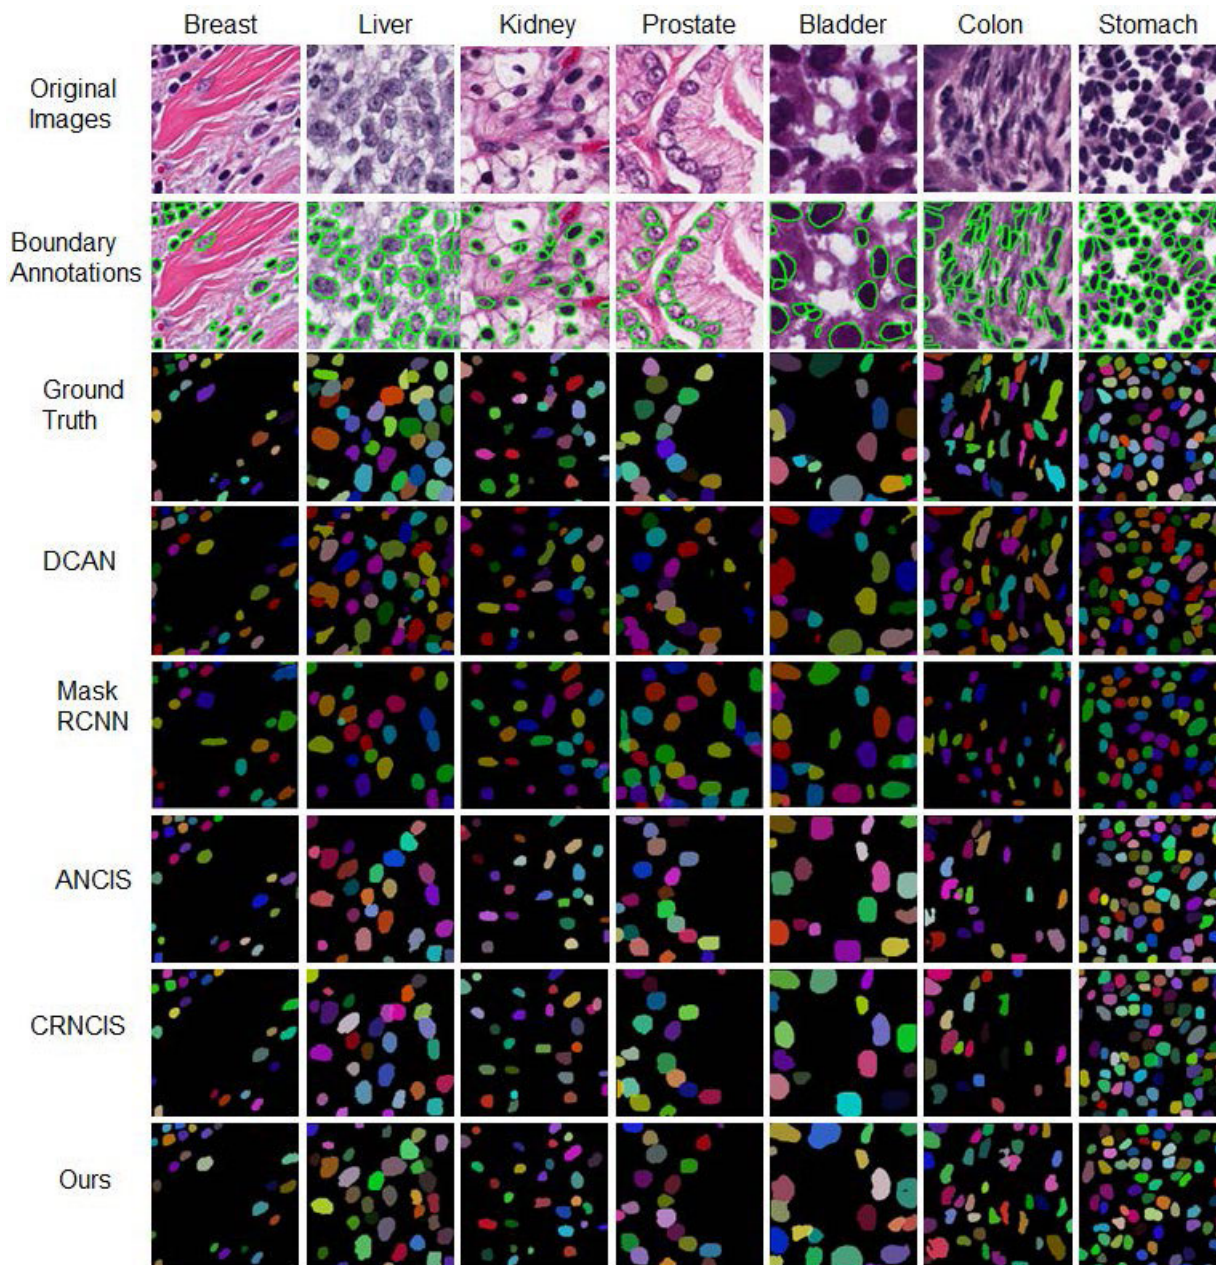 Breast Liver Kidney Prostate Bladder Colon Stomach
Original
Images
Boundary
Annotations
Ground
Truth
DCAN
Mask
RCNN
ANCIS
CRNCIS
Ours